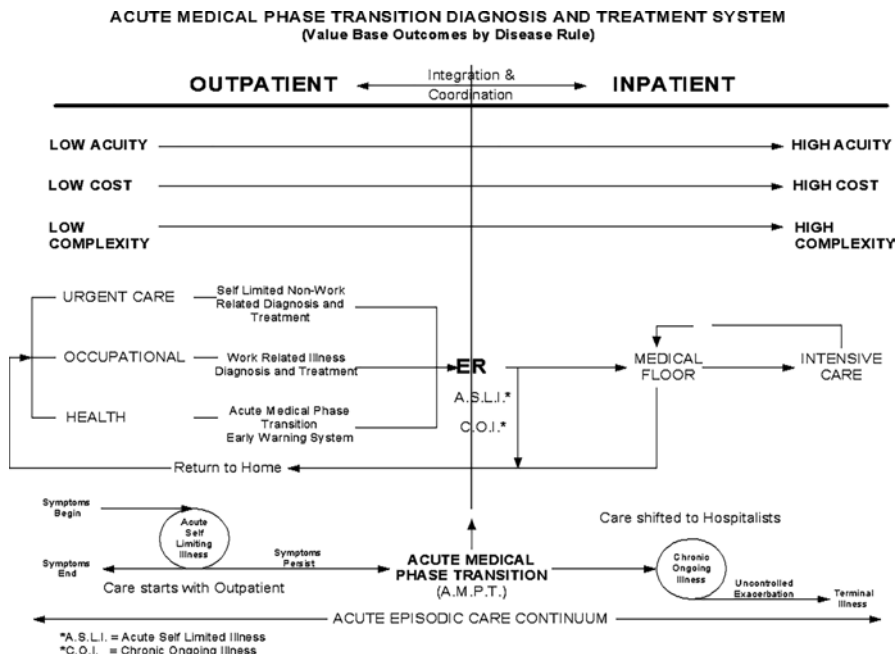 ACUTE MEDICAL PHASE TRANSITION DIAGNOSIS AND TREATMENT SYSTEM
(Value Base Outcomes by Disease Rule)
OUTPATIENT
Integration &
Coordination
INPATIENT
LOW ACUITY
HIGH ACUITY
LOW COST
HIGH COST
LOW
COMPLEXITY
HIGH
COMPLEXITY
URGENT CARE
Self Limited Non-Work
Related Diagnosis and
Treatment
OCCUPATIONAL
Work Related Illness
Diagnosis and Treatment
HEALTH
Acute Medical Phase
Transition
Early Warning System
ER
A.S.L.I.*
C.O.I.*
MEDICAL
FLOOR
INTENSIVE
CARE
Return to Home
Symptoms
Begin
Acute
Self
Limiting
Illness
Symptoms
End
Symptoms
Persist
Care starts with Outpatient
ACUTE MEDICAL
PHASE TRANSITION
(A.M.P.T.)
Care shifted to Hospitalists
Chronic
Ongoing
Illness
Uncontrolled
Exacerbation
Terminal
Illness
ACUTE EPISODIC CARE CONTINUUM
*A.S.L.I. = Acute Self Limited Illness
*C.O.I. = Chronic Ongoing Illness